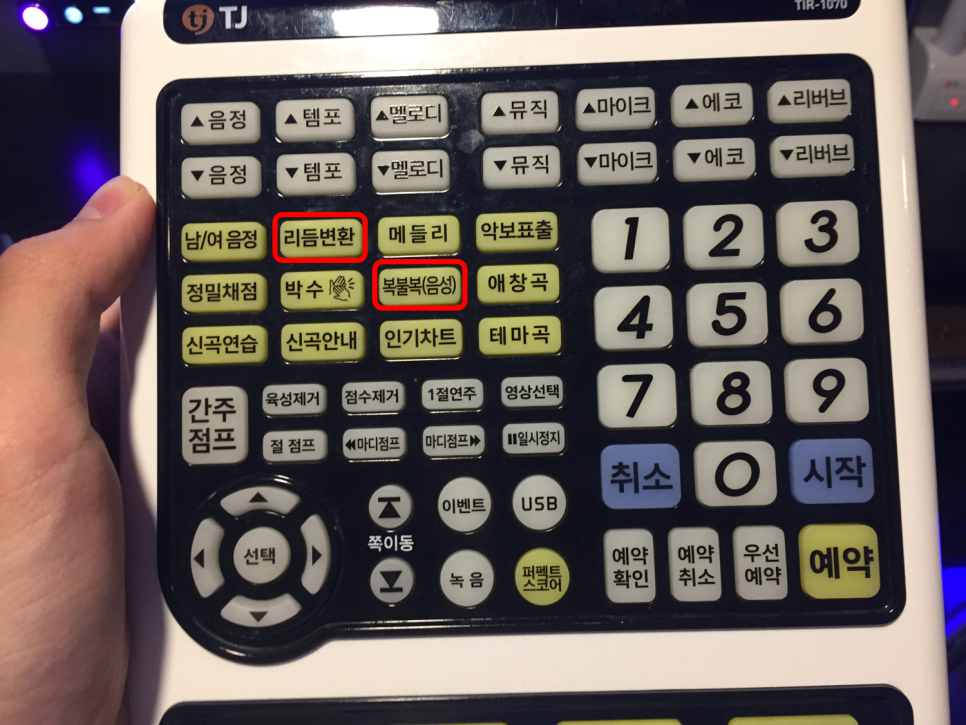 tj TJ
TIR-1070
▲음정 ▲템포 ▲멜로디 ▲뮤직 ▲마이크 ▲에코 ▲리버브
▼음정 ▼템포 ▼멜로디 ▼뮤직 ▼마이크 ▼에코 ▼리버브
남/여 음정 리듬변환 메들리 악보표출 1 2 3
정밀채점 박수 복불복(음성) 애창곡 4 5 6
신곡연습 신곡안내 인기차트 테마곡
간주
점프
육성제거 점수제거 1절연주 영상선택 7 8 9
절 점프 ◀◀마디점프 마디점프▶▶ II일시정지
취소 0 시작
선택
쪽이동
이벤트 USB
녹음
퍼펙트
스코어
예약
확인
예약
취소
우선
예약
예약